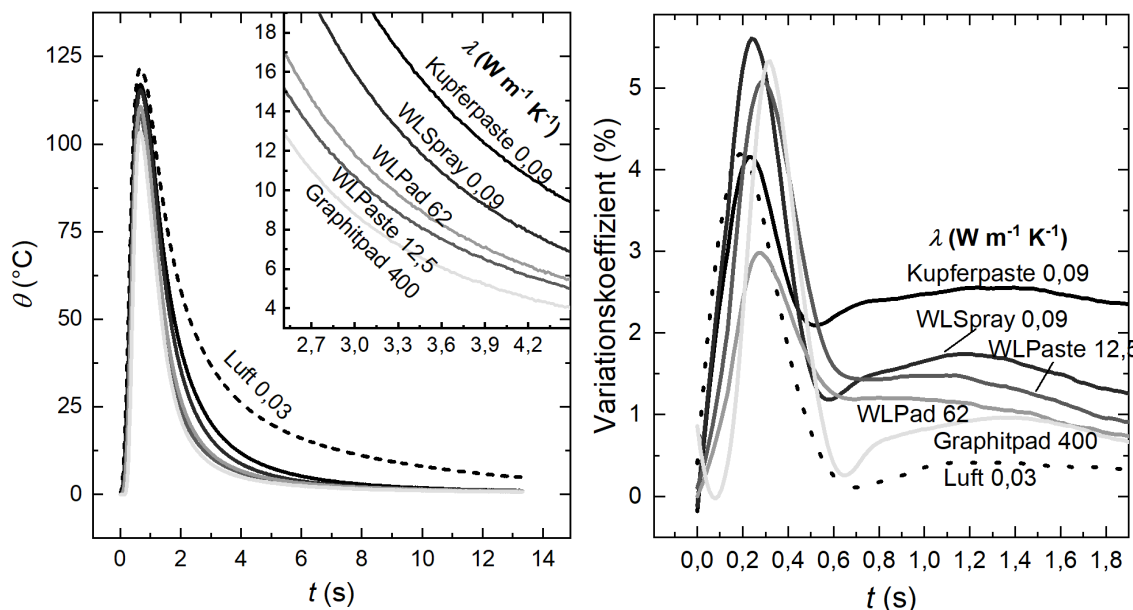 125
100
75
50
25
0
θ (°C)
0 2 4 6 8 10 12 14
t (s)
18
16
14
12
10
8
6
4
2,7 3,0 3,3 3,6 3,9 4,2
λ (W m⁻¹ K⁻¹)
Kupferpaste 0,09
WLSpray 0,09
WLPad 62
WLPaste 12,5
Graphitpad 400
Luft 0,03
Variationskoeffizient (%)
5
4
3
2
1
0
λ (W m⁻¹ K⁻¹)
Kupferpaste 0,09
WLSpray 0,09
WLPaste 12,5
WLPad 62
Graphitpad 400
Luft 0,03
0,0 0,2 0,4 0,6 0,8 1,0 1,2 1,4 1,6 1,8
t (s)